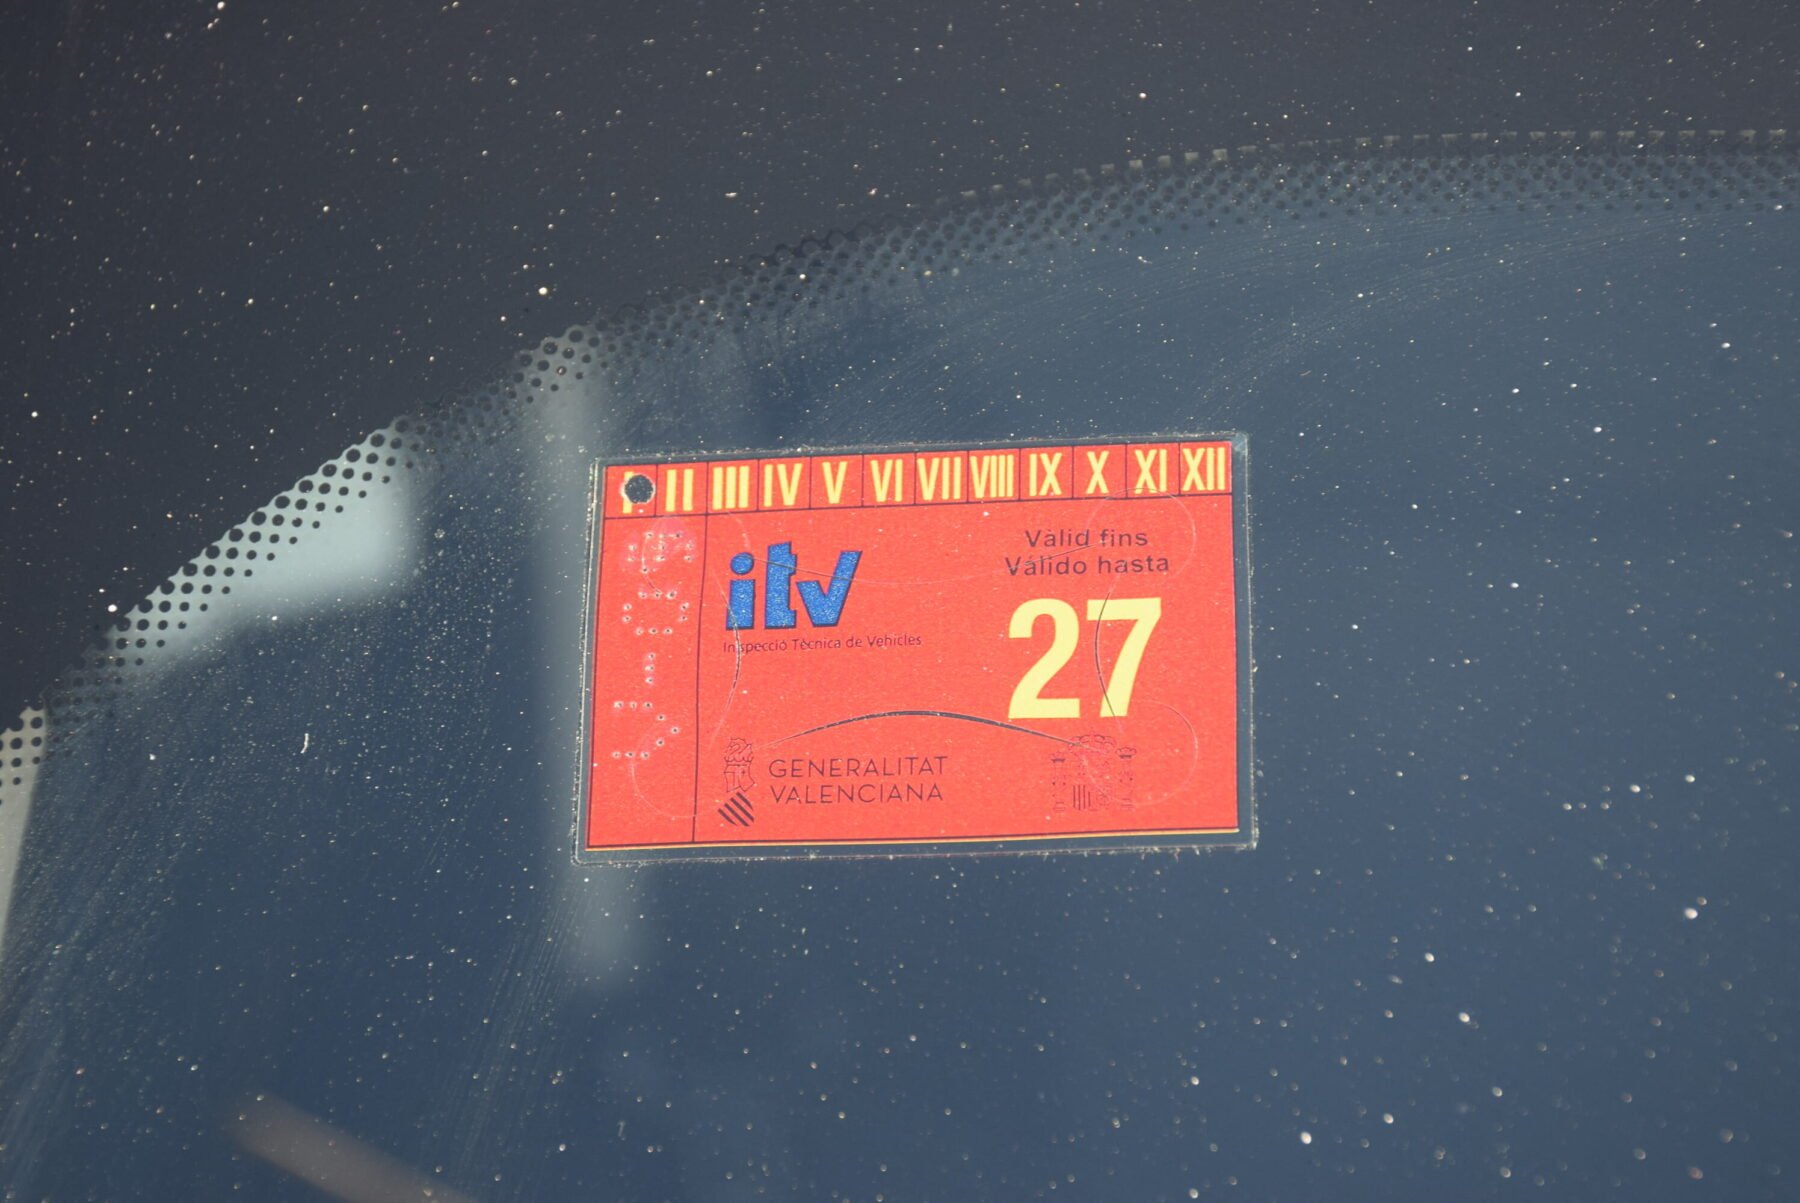 I II III IV V VI VII VIII IX X XI XII
itv
Inspecció Tècnica de Vehicles
Vàlid fins
Válido hasta
27
GENERALITAT
VALENCIANA